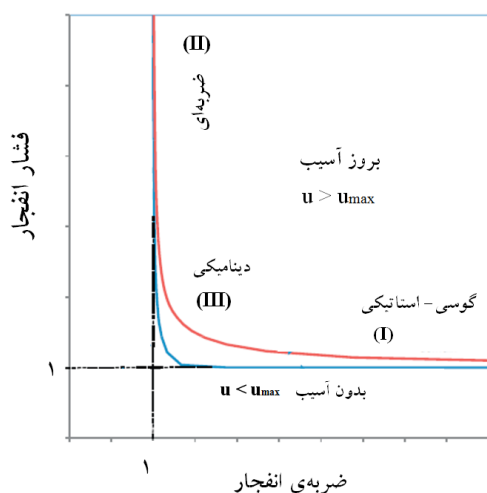 (II)
ضربه‌ای
فشار انفجار
بروز آسیب
u > umax
دینامیکی
(III)
گوسی-استاتیکی
(I)
۱
بدون آسیب u < umax
۱
ضربه‌ی انفجار